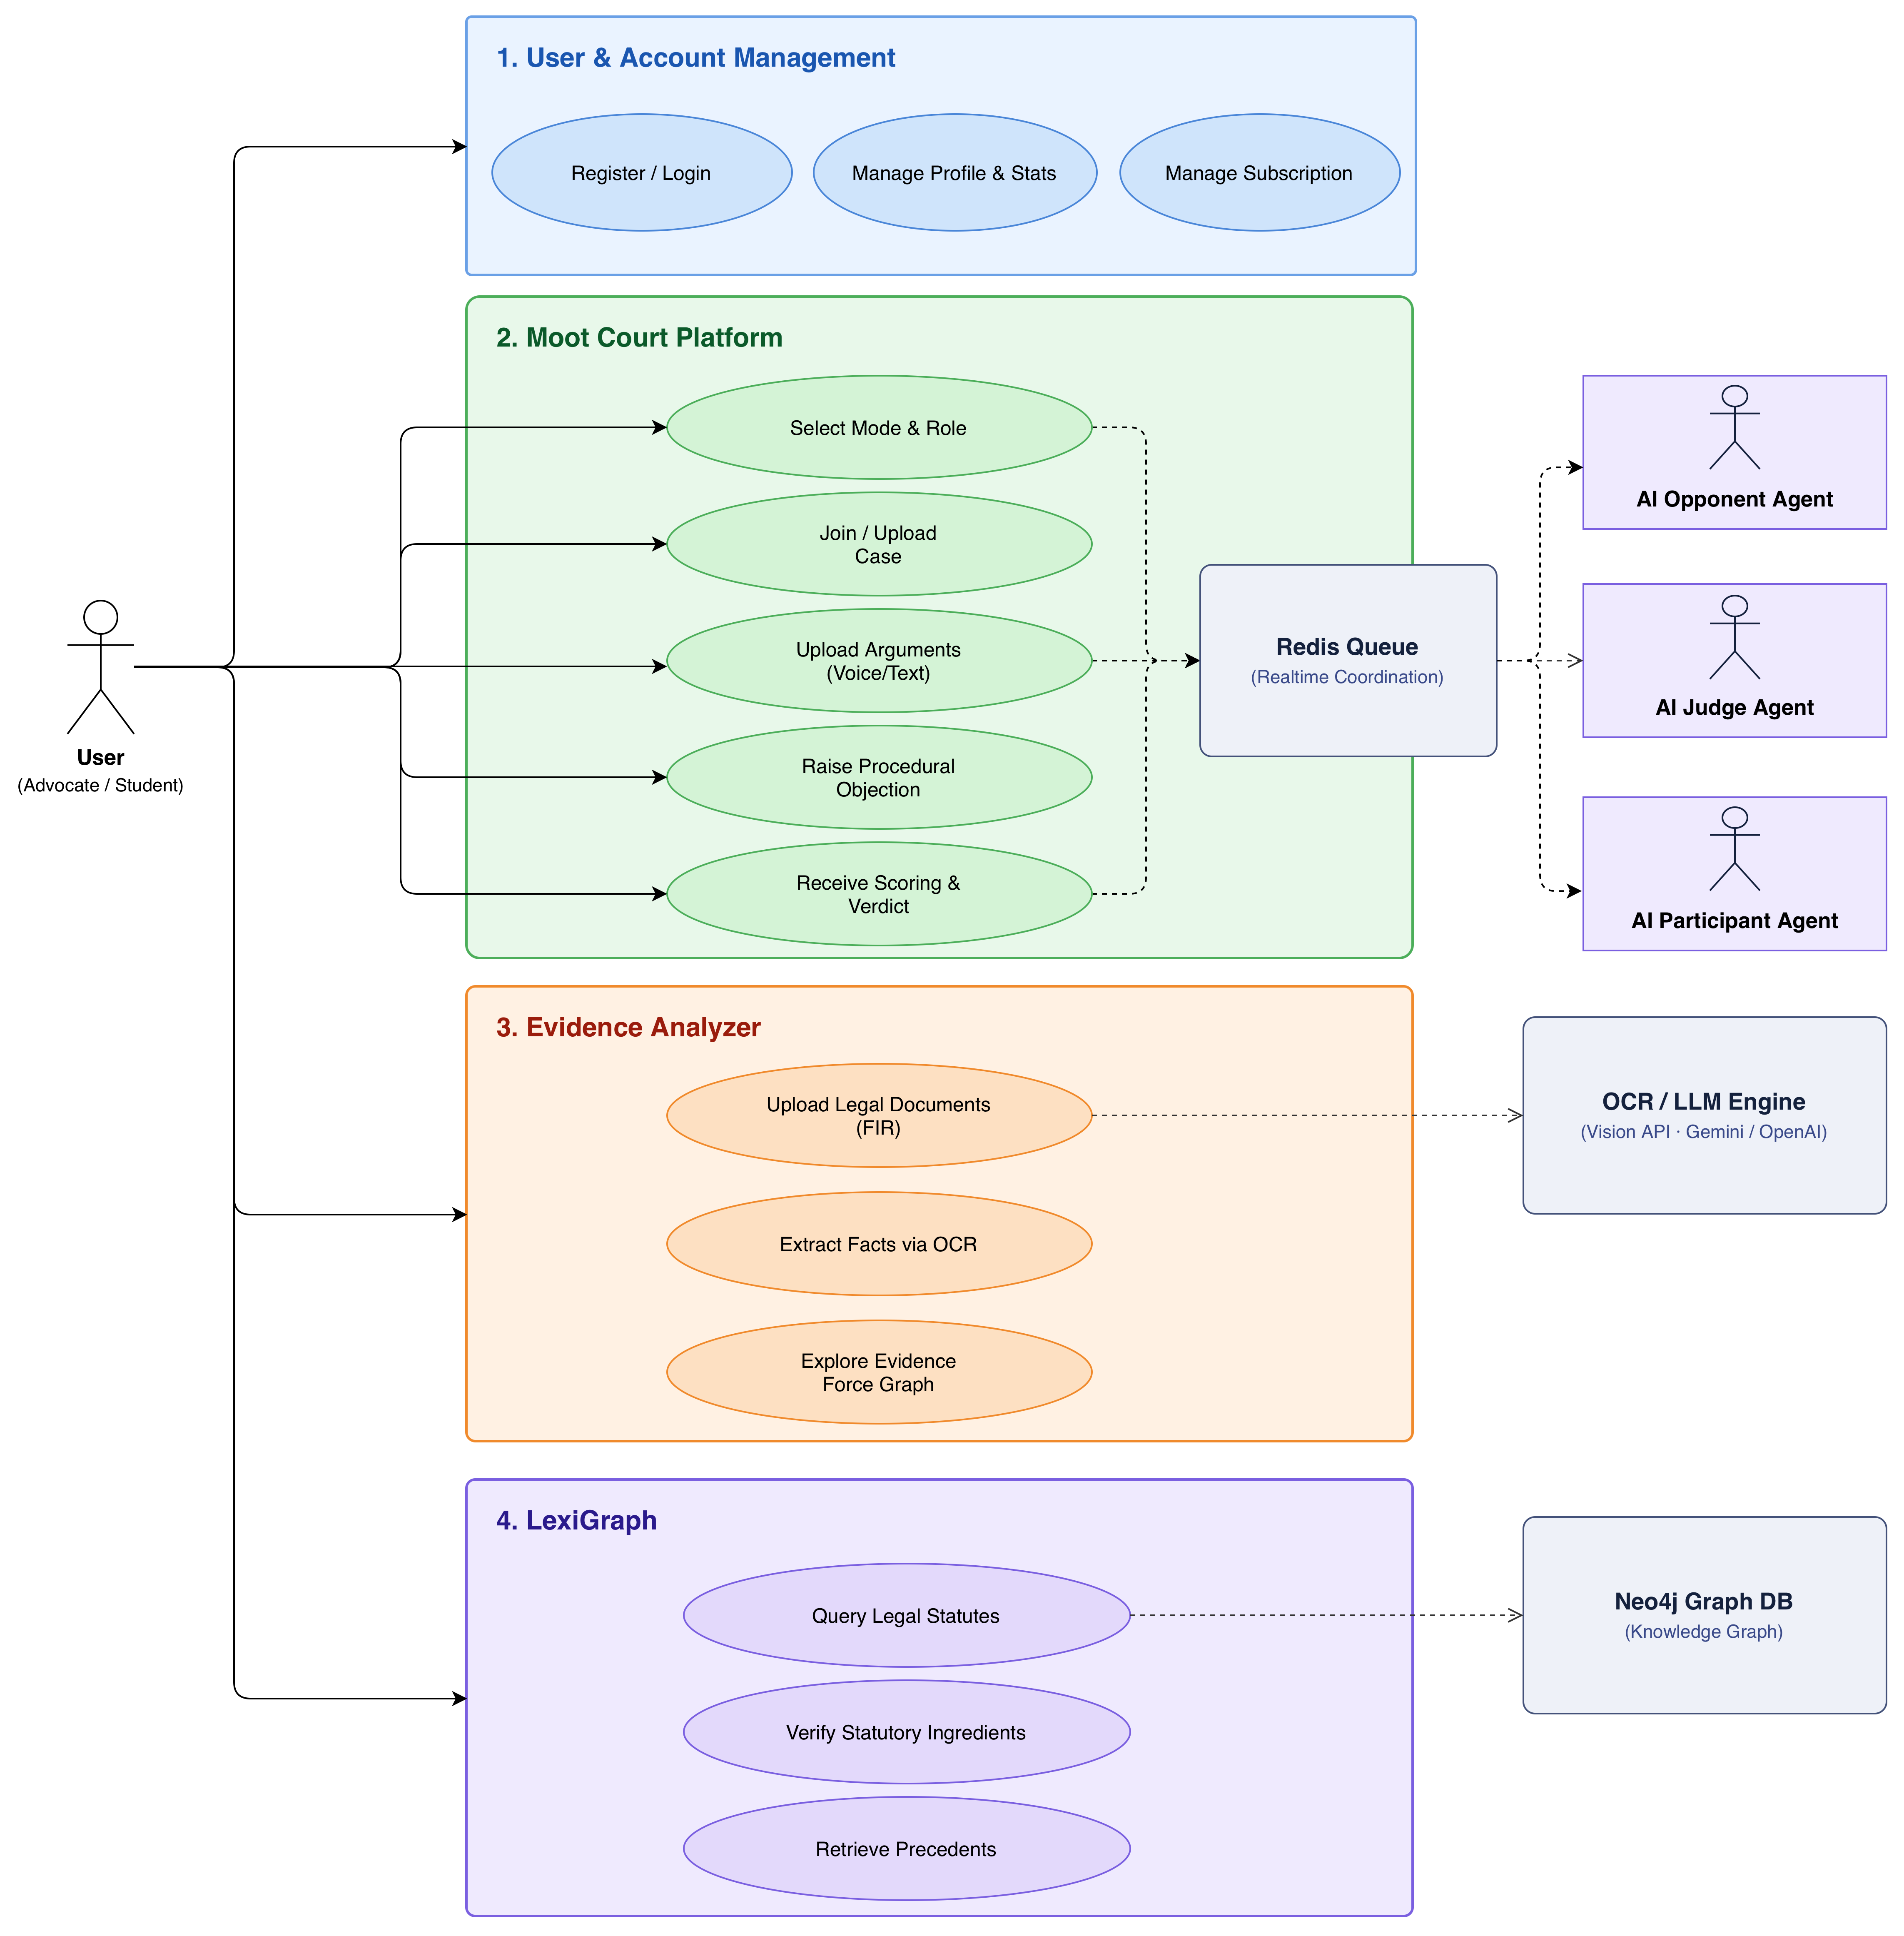 1. User & Account Management
Register / Login
Manage Profile & Stats
Manage Subscription
2. Moot Court Platform
Select Mode & Role
Join / Upload
Case
Upload Arguments
(Voice/Text)
Raise Procedural
Objection
Receive Scoring &
Verdict
Redis Queue
(Realtime Coordination)
AI Opponent Agent
AI Judge Agent
AI Participant Agent
User
(Advocate / Student)
3. Evidence Analyzer
Upload Legal Documents
(FIR)
Extract Facts via OCR
Explore Evidence
Force Graph
OCR / LLM Engine
(Vision API · Gemini / OpenAI)
4. LexiGraph
Query Legal Statutes
Verify Statutory Ingredients
Retrieve Precedents
Neo4j Graph DB
(Knowledge Graph)